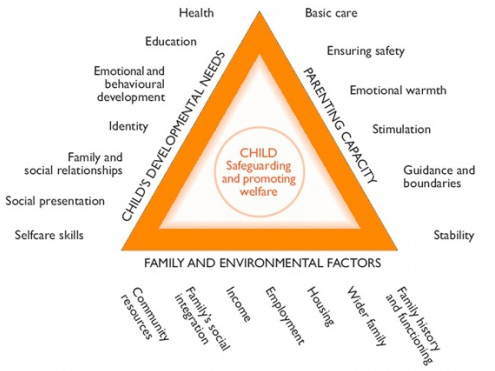 Health
Education
Emotional and
behavioural
development
Identity
Family and
social relationships
Social presentation
Selfcare skills
CHILD'S DEVELOPMENTAL NEEDS
CHILD
Safeguarding
and promoting
welfare
PARENTING CAPACITY
Basic care
Ensuring safety
Emotional warmth
Stimulation
Guidance and
boundaries
Stability
FAMILY AND ENVIRONMENTAL FACTORS
Community
resources
Family's social
integration
Income
Employment
Housing
Wider family
Family history
and functioning